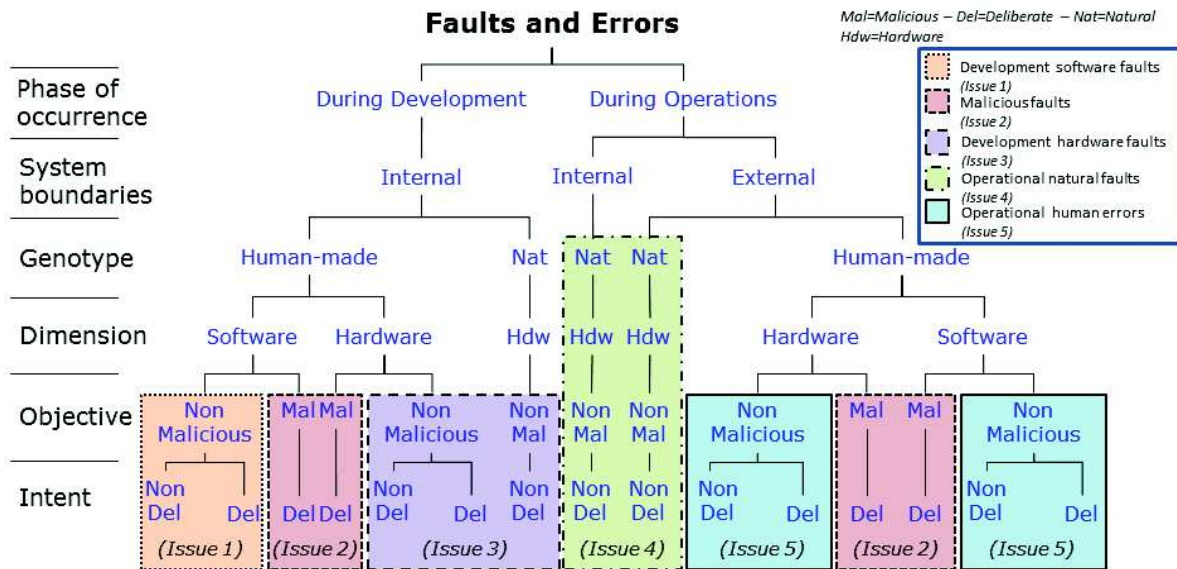 Faults and Errors
Mal=Malicious – Del=Deliberate – Nat=Natural
Hdw=Hardware
Development software faults
(Issue 1)
Malicious faults
(Issue 2)
Development hardware faults
(Issue 3)
Operational natural faults
(Issue 4)
Operational human errors
(Issue 5)
Phase of
occurrence
During Development
During Operations
System
boundaries
Internal
Internal
External
Genotype
Human-made
Nat
Nat
Nat
Human-made
Dimension
Software
Hardware
Hdw
Hdw
Hdw
Hardware
Software
Objective
Non
Malicious
Mal
Mal
Non
Malicious
Non
Mal
Non
Mal
Non
Mal
Non
Malicious
Mal
Mal
Non
Malicious
Intent
Non
Del
Del
Del
Del
Non
Del
Del
Non
Del
Non
Del
Non
Del
Non
Del
Del
Del
Del
Non
Del
Del
(Issue 1)
(Issue 2)
(Issue 3)
(Issue 4)
(Issue 5)
(Issue 2)
(Issue 5)